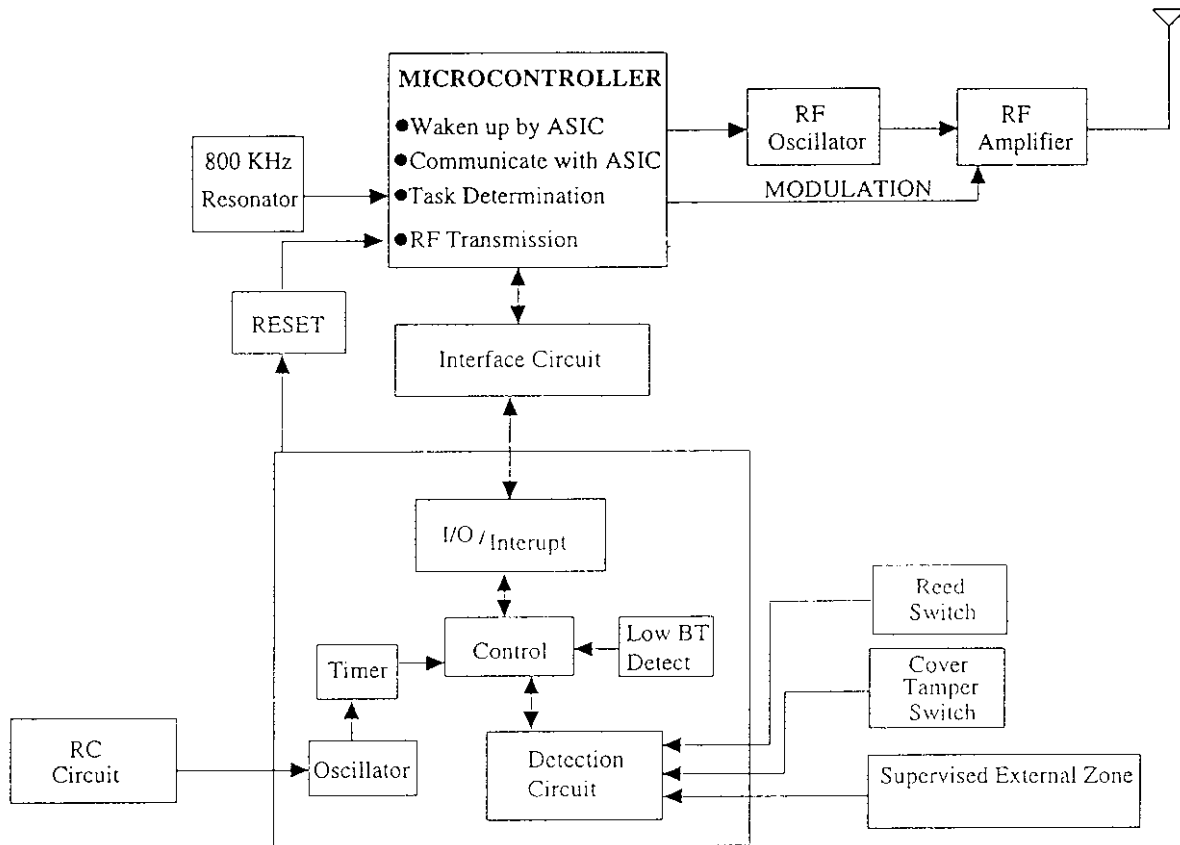 MICROCONTROLLER
●Waken up by ASIC
●Communicate with ASIC
●Task Determination
●RF Transmission
800 KHz
Resonator
RF
Oscillator
RF
Amplifier
MODULATION
RESET
Interface Circuit
I/O / Interupt
Control
Low BT
Detect
Timer
Oscillator
RC
Circuit
Detection
Circuit
Reed
Switch
Cover
Tamper
Switch
Supervised External Zone